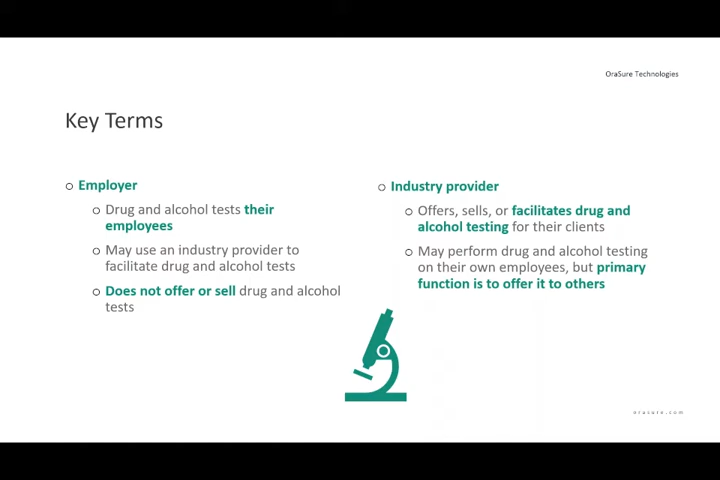 OraSure Technologies
Key Terms
Employer
Drug and alcohol tests their
employees
May use an industry provider to
facilitate drug and alcohol tests
Does not offer or sell drug and alcohol
tests
Industry provider
Offers, sells, or facilitates drug and
alcohol testing for their clients
May perform drug and alcohol testing
on their own employees, but primary
function is to offer it to others
orasure.com